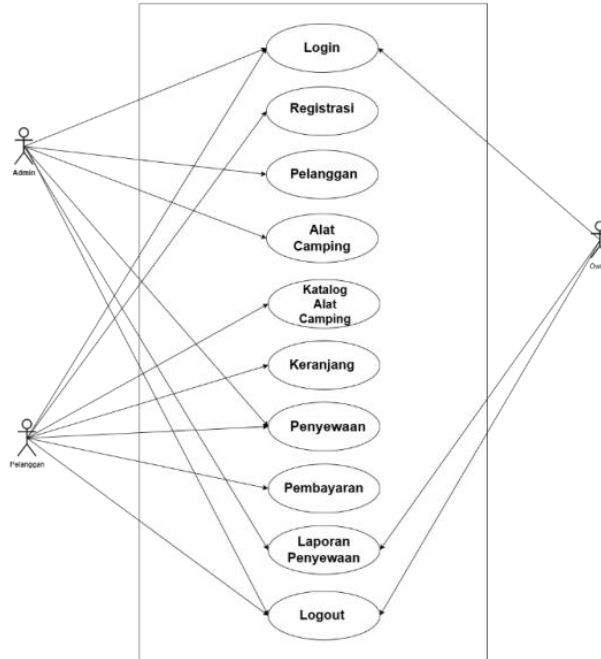 Login
Registrasi
Admin
Pelanggan
Alat
Camping
Katalog
Alat
Camping
Keranjang
Penyewaan
Pelanggan
Pembayaran
Laporan
Penyewaan
Logout